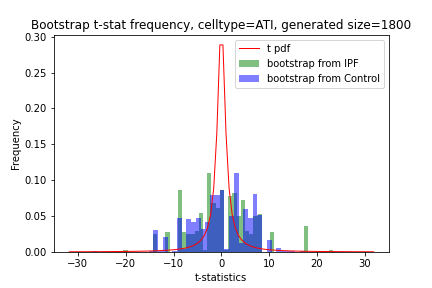 Bootstrap t-stat frequency, celltype=ATI, generated size=1800
0.30
0.25
0.20
0.15
0.10
0.05
0.00
Frequency
t pdf
bootstrap from IPF
bootstrap from Control
−30 −20 −10 0 10 20 30
t-statistics